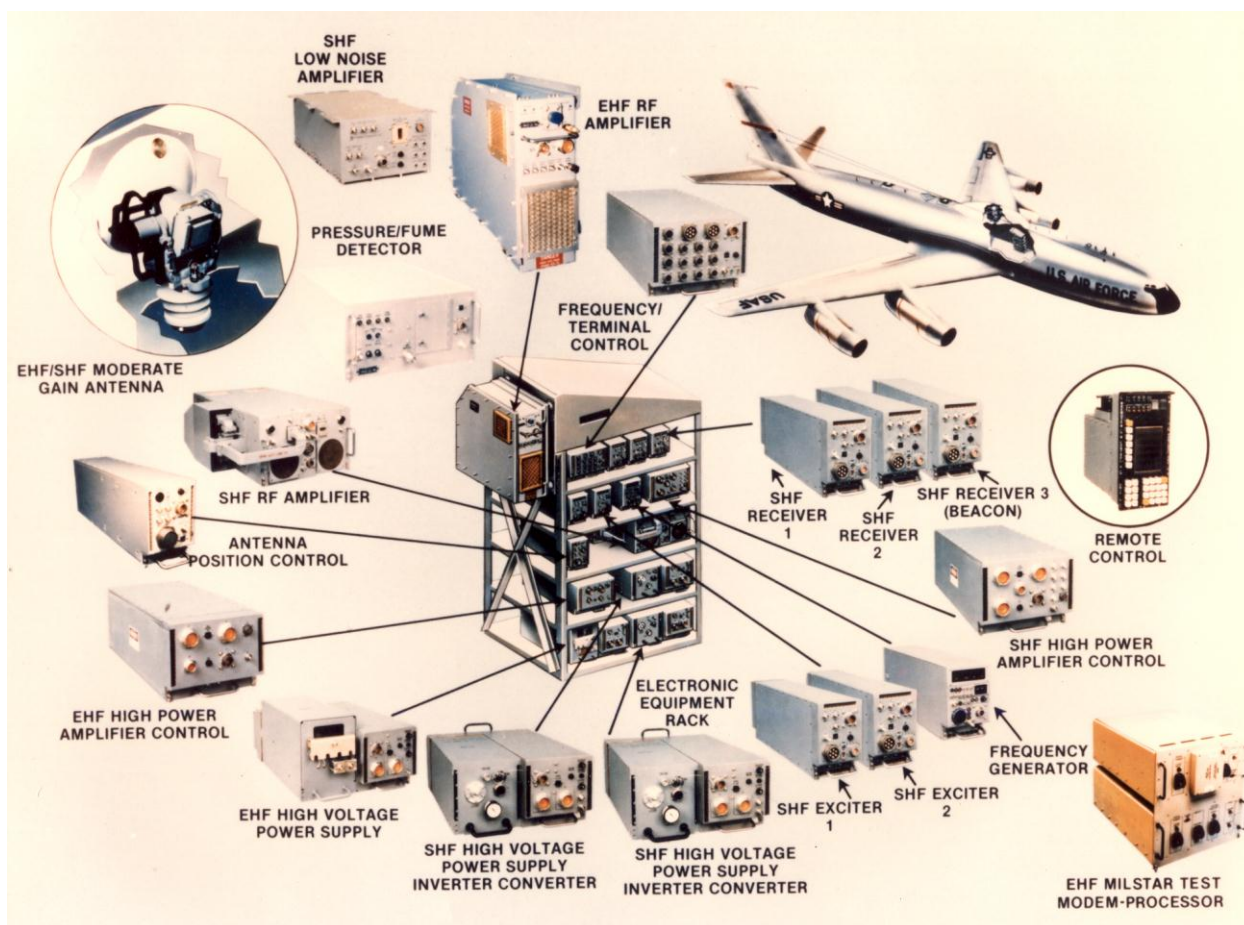 SHF
LOW NOISE
AMPLIFIER
EHF RF
AMPLIFIER
PRESSURE/FUME
DETECTOR
FREQUENCY/
TERMINAL
CONTROL
U.S. AIR FORCE
USAF
EHF/SHF MODERATE
GAIN ANTENNA
SHF RF AMPLIFIER
SHF
RECEIVER
1
SHF
RECEIVER
2
SHF RECEIVER 3
(BEACON)
REMOTE
CONTROL
ANTENNA
POSITION CONTROL
SHF HIGH POWER
AMPLIFIER CONTROL
EHF HIGH POWER
AMPLIFIER CONTROL
ELECTRONIC
EQUIPMENT
RACK
FREQUENCY
GENERATOR
SHF EXCITER
1
SHF EXCITER
2
EHF HIGH VOLTAGE
POWER SUPPLY
SHF HIGH VOLTAGE
POWER SUPPLY
INVERTER CONVERTER
SHF HIGH VOLTAGE
POWER SUPPLY
INVERTER CONVERTER
EHF MILSTAR TEST
MODEM-PROCESSOR